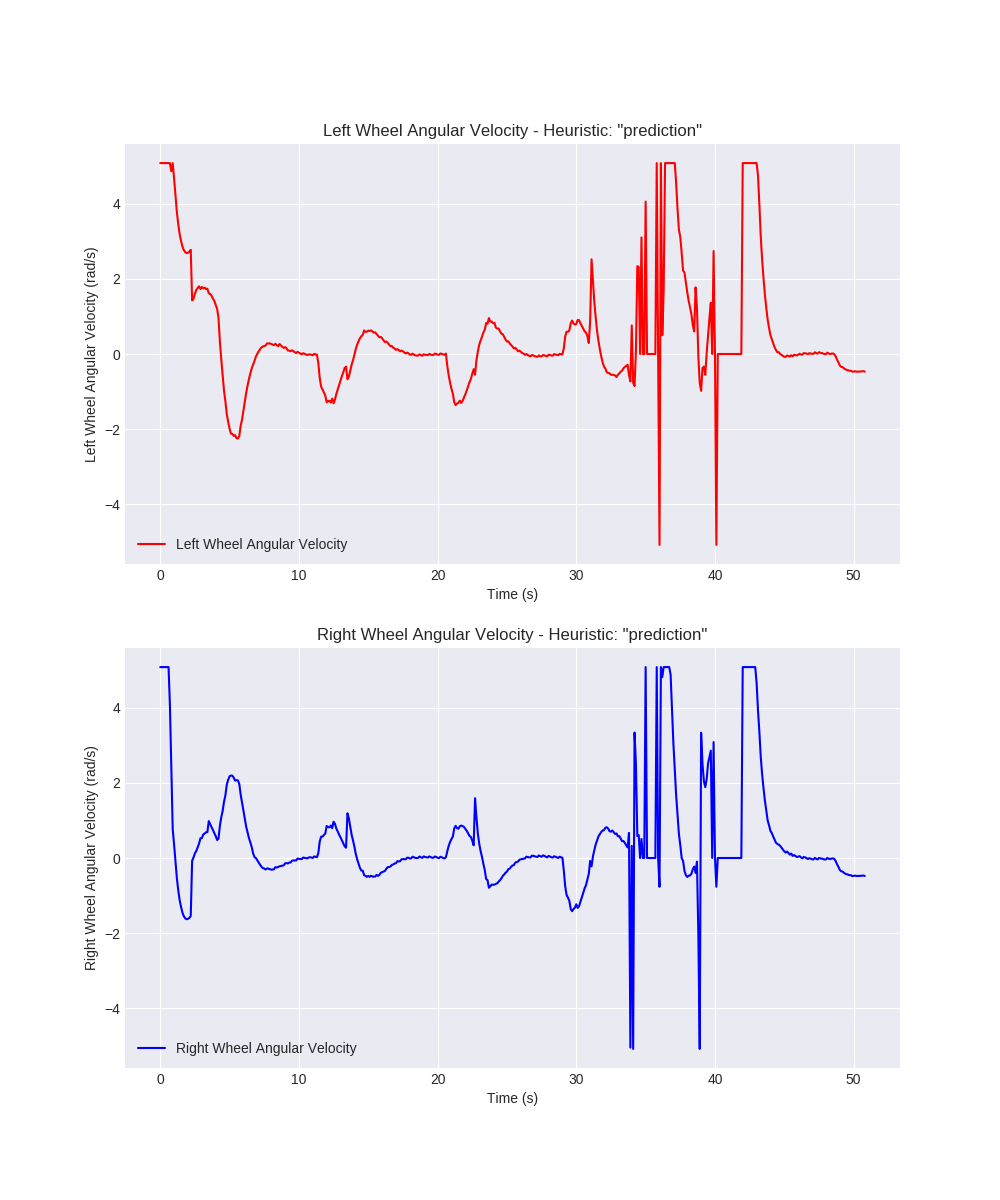 Left Wheel Angular Velocity - Heuristic: "prediction"
Left Wheel Angular Velocity (rad/s)
4
2
0
−2
−4
Left Wheel Angular Velocity
0 10 20 30 40 50
Time (s)
Right Wheel Angular Velocity - Heuristic: "prediction"
Right Wheel Angular Velocity (rad/s)
4
2
0
−2
−4
Right Wheel Angular Velocity
0 10 20 30 40 50
Time (s)